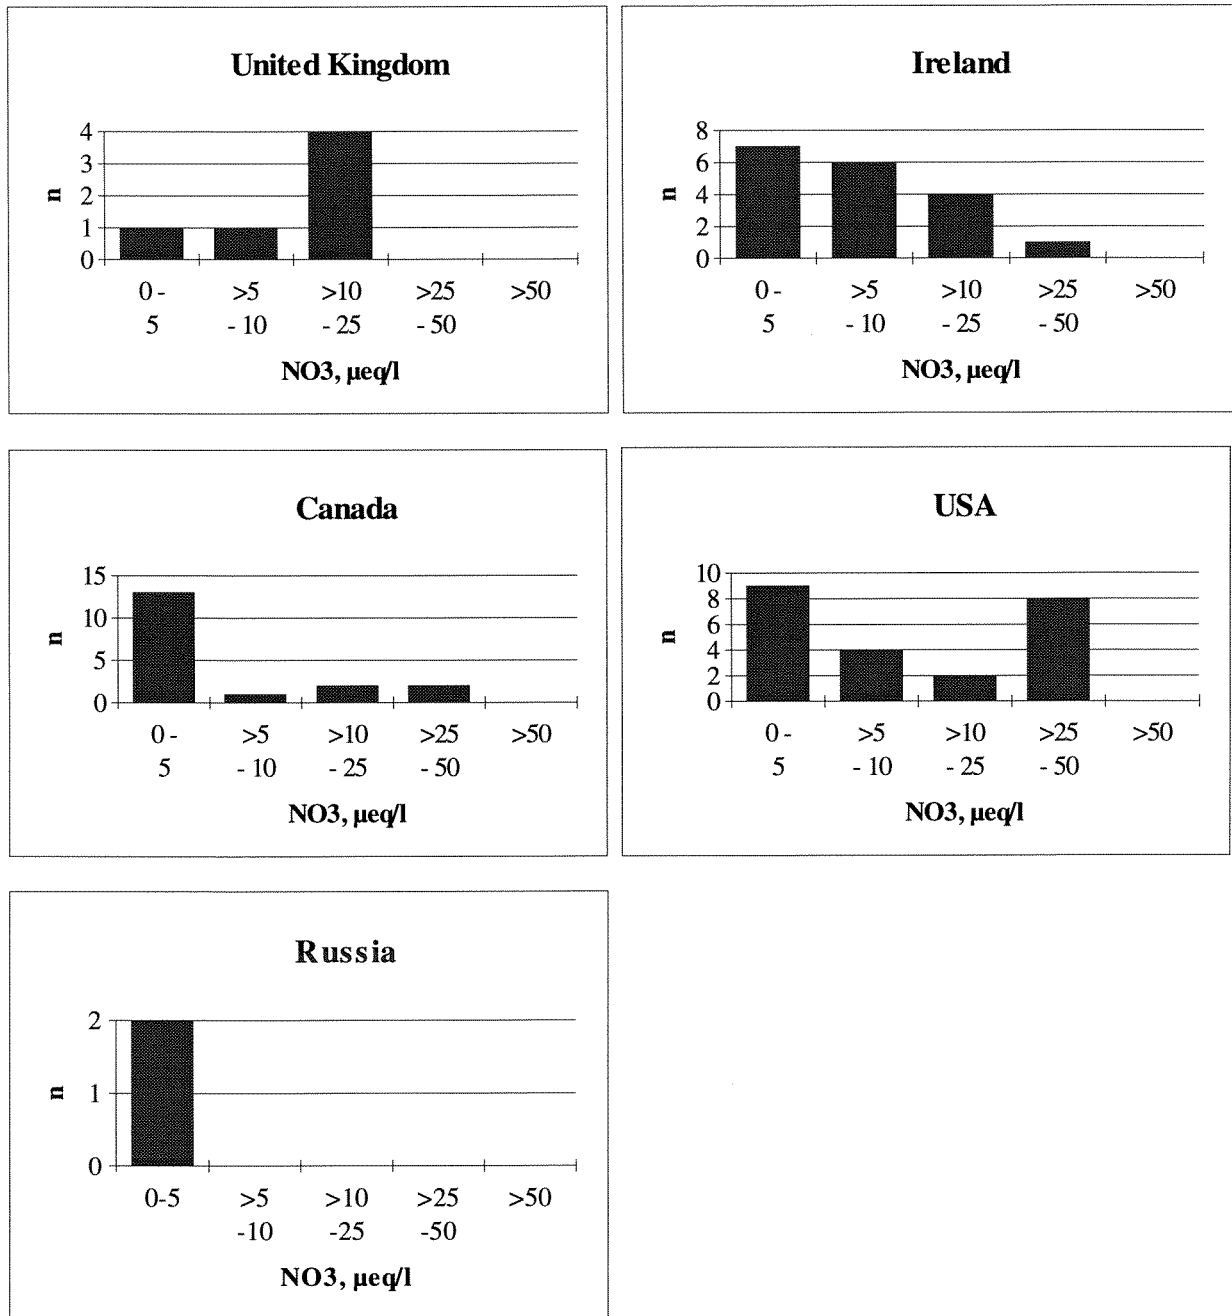 United Kingdom
4
3
2
1
0
n
0 - >5 >10 >25 >50
5 - 10 - 25 - 50
NO3, µeq/l
Ireland
8
6
4
2
0
n
0 - >5 >10 >25 >50
5 - 10 - 25 - 50
NO3, µeq/l
Canada
15
10
5
0
n
0 - >5 >10 >25 >50
5 - 10 - 25 - 50
NO3, µeq/l
USA
10
8
6
4
2
0
n
0 - >5 >10 >25 >50
5 - 10 - 25 - 50
NO3, µeq/l
Russia
2
1
0
n
0-5 >5 >10 >25 >50
-10 -25 -50
NO3, µeq/l